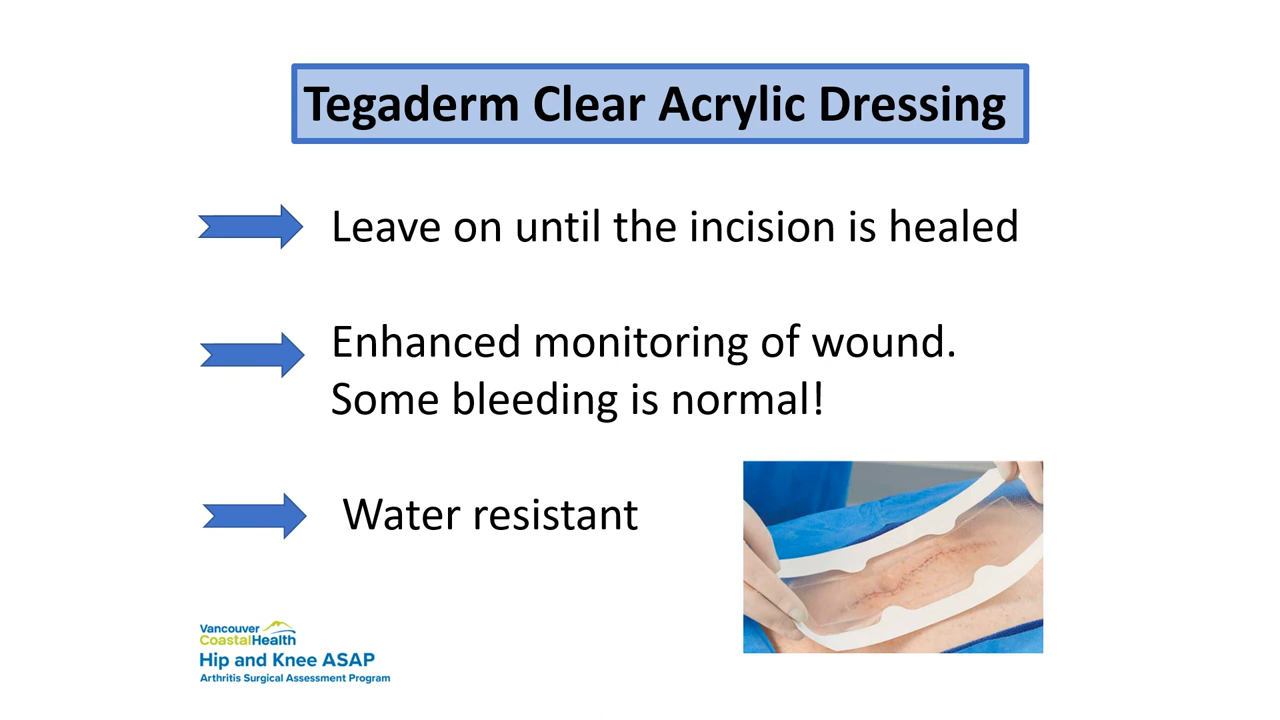 Tegaderm Clear Acrylic Dressing
Leave on until the incision is healed
Enhanced monitoring of wound.
Some bleeding is normal!
Water resistant
Vancouver
CoastalHealth
Hip and Knee ASAP
Arthritis Surgical Assessment Program